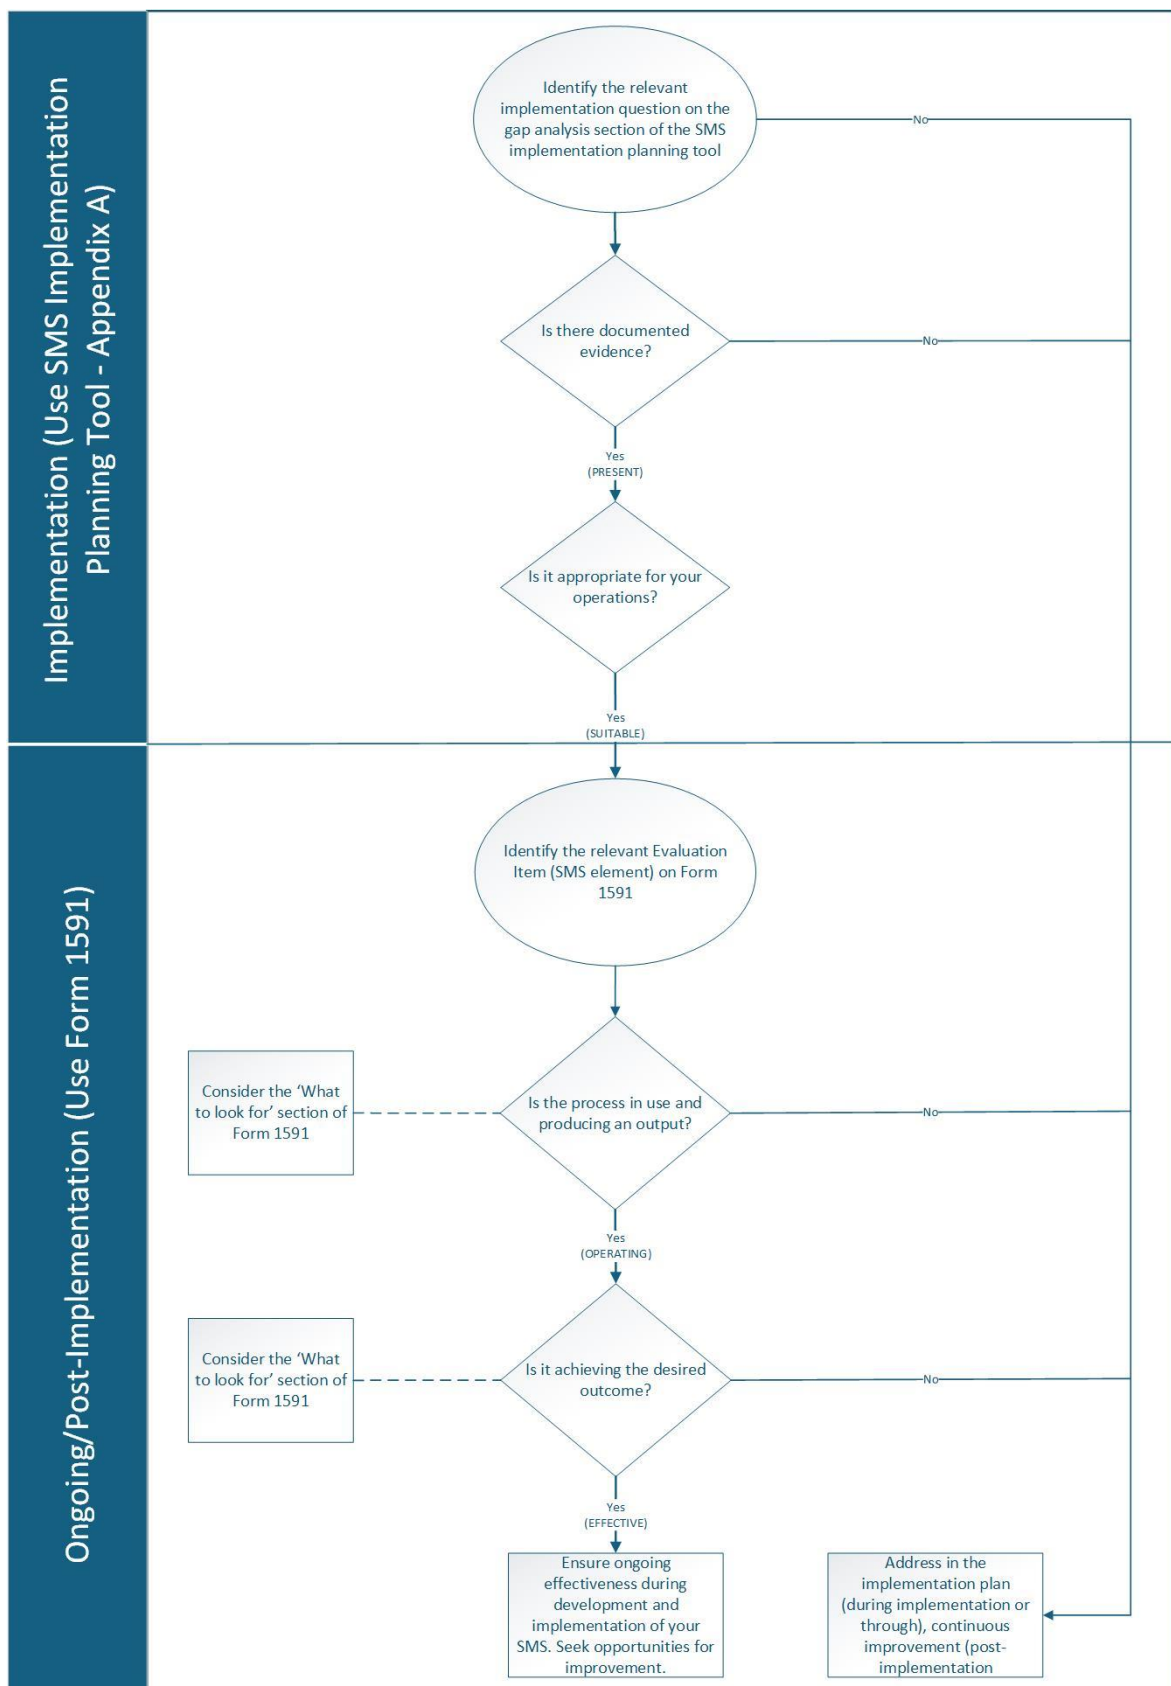 Implementation (Use SMS Implementation
Planning Tool - Appendix A)
Identify the relevant
implementation question on the
gap analysis section of the SMS
implementation planning tool
No
Is there documented
evidence?
No
Yes
(PRESENT)
Is it appropriate for your
operations?
Yes
(SUITABLE)
Ongoing/Post-Implementation (Use Form 1591)
Identify the relevant Evaluation
Item (SMS element) on Form
1591
Consider the ‘What
to look for’ section of
Form 1591
Is the process in use and
producing an output?
No
Yes
(OPERATING)
Consider the ‘What
to look for’ section of
Form 1591
Is it achieving the desired
outcome?
No
Yes
(EFFECTIVE)
Ensure ongoing
effectiveness during
development and
implementation of your
SMS. Seek opportunities for
improvement.
Address in the
implementation plan
(during implementation or
through), continuous
improvement (post-
implementation